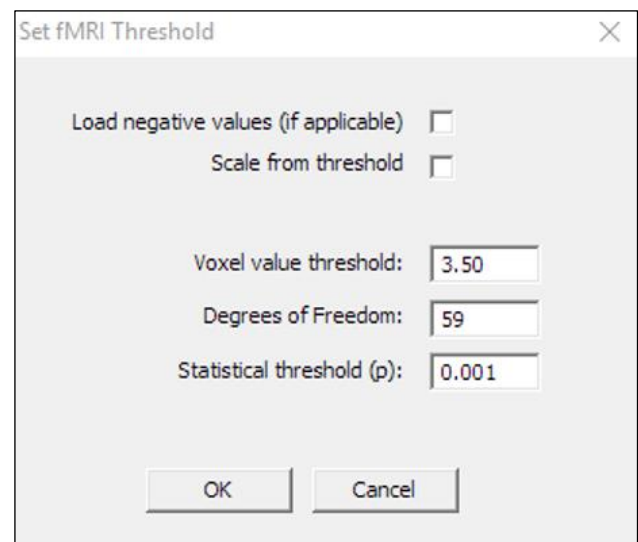 Set fMRI Threshold
Load negative values (if applicable)
Scale from threshold
Voxel value threshold: 3.50
Degrees of Freedom: 59
Statistical threshold (p): 0.001
OK Cancel